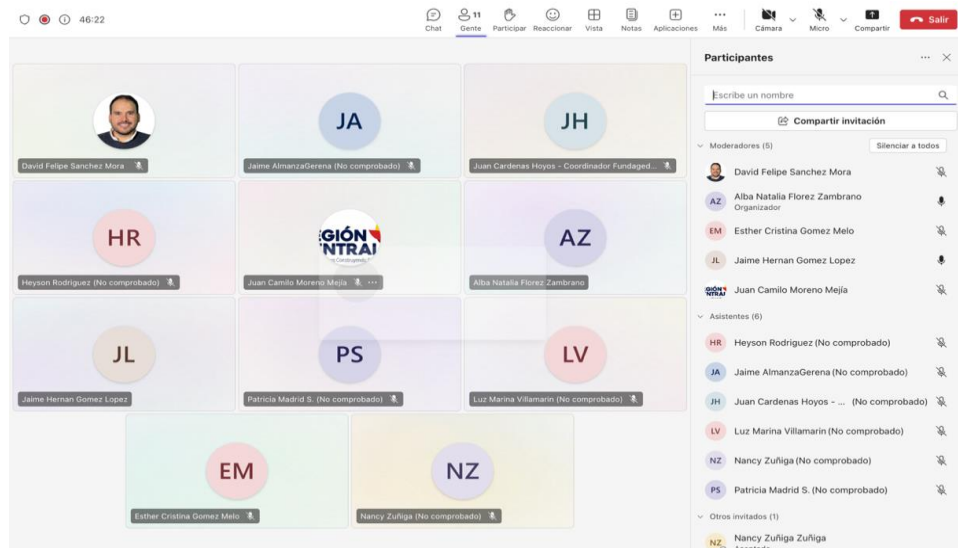 46:22
Chat
11
Gente
Participar
Reaccionar
Vista
Notas
Aplicaciones
Más
Cámara
Micro
Compartir
Salir
David Felipe Sanchez Mora
JA
Jaime AlmanzaGerena (No comprobado)
JH
Juan Cardenas Hoyos - Coordinador Fundaged...
HR
Heyson Rodriguez (No comprobado)
GIÓN
NTRAL
Juan Camilo Moreno Mejía
AZ
Alba Natalia Florez Zambrano
JL
Jaime Hernan Gomez Lopez
PS
Patricia Madrid S. (No comprobado)
LV
Luz Marina Villamarin (No comprobado)
EM
Esther Cristina Gomez Melo
NZ
Nancy Zuñiga (No comprobado)
Participantes
Escribe un nombre
Compartir invitación
Moderadores (5)
Silenciar a todos
David Felipe Sanchez Mora
AZ
Alba Natalia Florez Zambrano
Organizador
EM
Esther Cristina Gomez Melo
JL
Jaime Hernan Gomez Lopez
Juan Camilo Moreno Mejía
Asistentes (6)
HR
Heyson Rodriguez (No comprobado)
JA
Jaime AlmanzaGerena (No comprobado)
JH
Juan Cardenas Hoyos - ... (No comprobado)
LV
Luz Marina Villamarin (No comprobado)
NZ
Nancy Zuñiga (No comprobado)
PS
Patricia Madrid S. (No comprobado)
Otros invitados (1)
NZ
Nancy Zuñiga Zuñiga